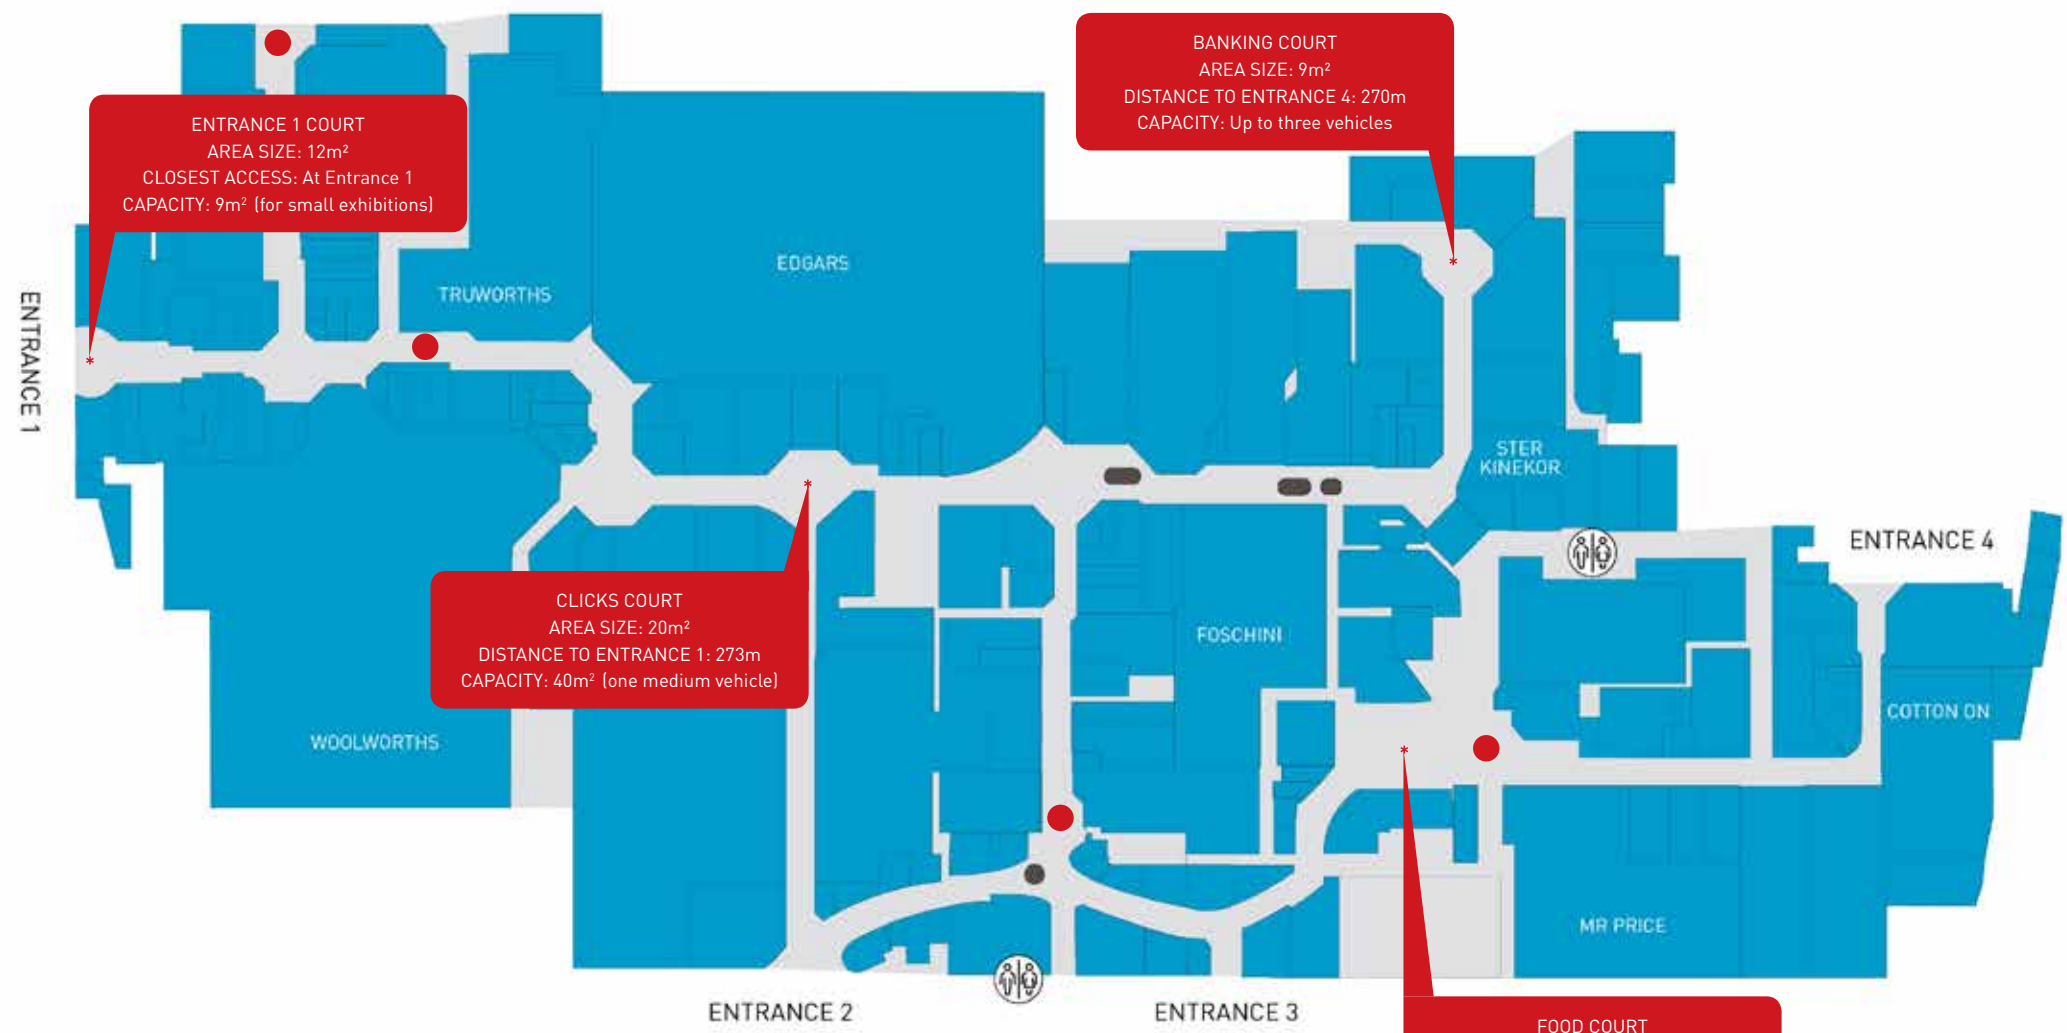 BANKING COURT
AREA SIZE: 9m²
DISTANCE TO ENTRANCE 4: 270m
CAPACITY: Up to three vehicles
ENTRANCE 1 COURT
AREA SIZE: 12m²
CLOSEST ACCESS: At Entrance 1
CAPACITY: 9m² (for small exhibitions)
EDGARS
TRUWORTHS
ENTRANCE 1
STER
KINEKOR
ENTRANCE 4
CLICKS COURT
AREA SIZE: 20m²
DISTANCE TO ENTRANCE 1: 273m
CAPACITY: 40m² (one medium vehicle)
FOSCHINI
COTTON ON
WOOLWORTHS
MR PRICE
ENTRANCE 2
ENTRANCE 3
FOOD COURT